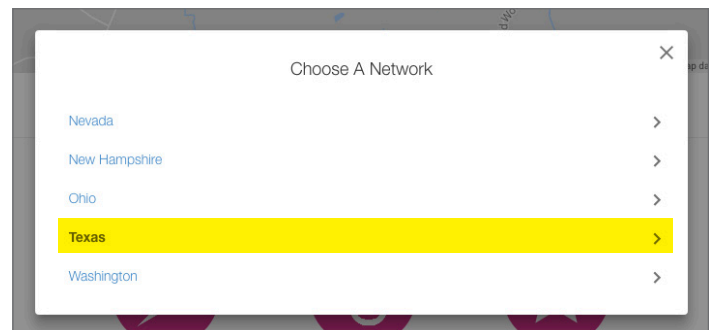 Choose A Network
Nevada
New Hampshire
Ohio
Texas
Washington